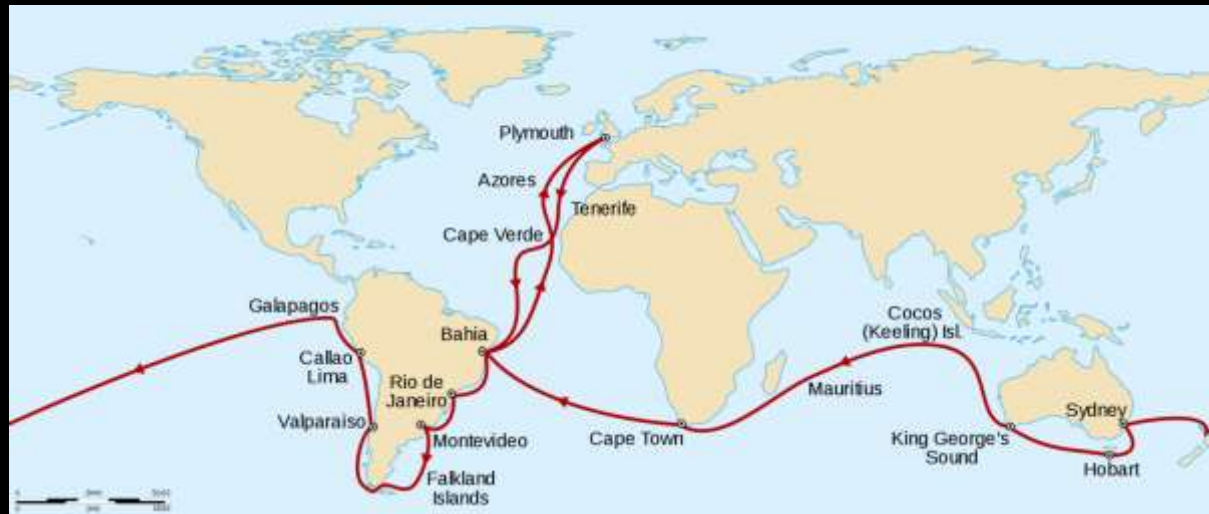 Plymouth
Azores
Tenerife
Cape Verde
Galapagos
Bahia
Cocos
(Keeling) Isl.
Callao
Lima
Rio de
Janeiro
Mauritius
Valparaiso
Montevideo
Cape Town
Sydney
King George's
Sound
Falkland
Islands
Hobart